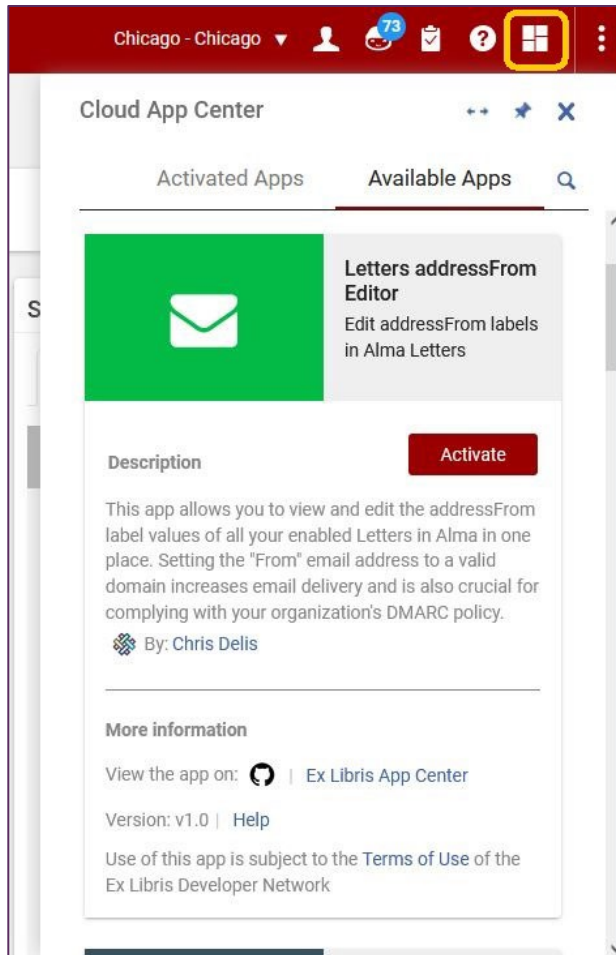 Chicago - Chicago
73
?
Cloud App Center
Activated Apps
Available Apps
S
Letters addressFrom
Editor
Edit addressFrom labels
in Alma Letters
Description
Activate
This app allows you to view and edit the addressFrom
label values of all your enabled Letters in Alma in one
place. Setting the "From" email address to a valid
domain increases email delivery and is also crucial for
complying with your organization's DMARC policy.
By: Chris Delis
More information
View the app on: | Ex Libris App Center
Version: v1.0 | Help
Use of this app is subject to the Terms of Use of the
Ex Libris Developer Network